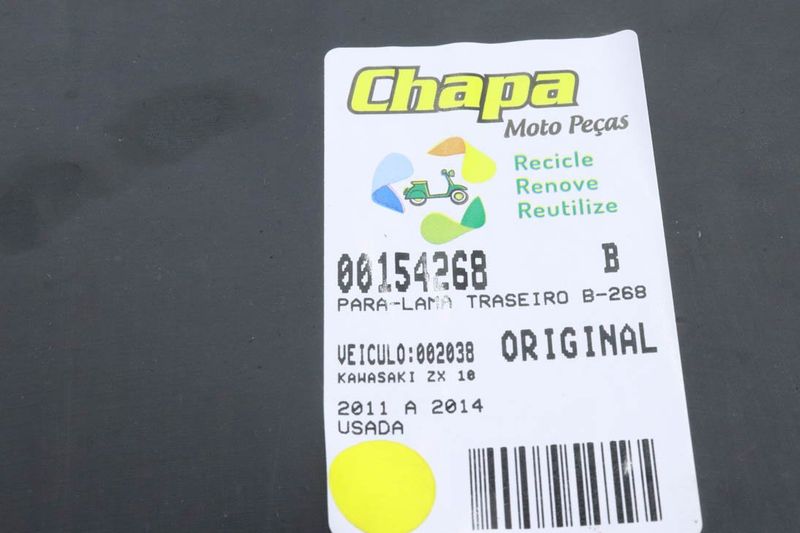 Chapa
Moto Peças
Recicle
Renove
Reutilize
00154268 B
PARA-LAMA TRASEIRO B-268
VEICULO:002038 ORIGINAL
KAWASAKI ZX 10
2011 A 2014
USADA